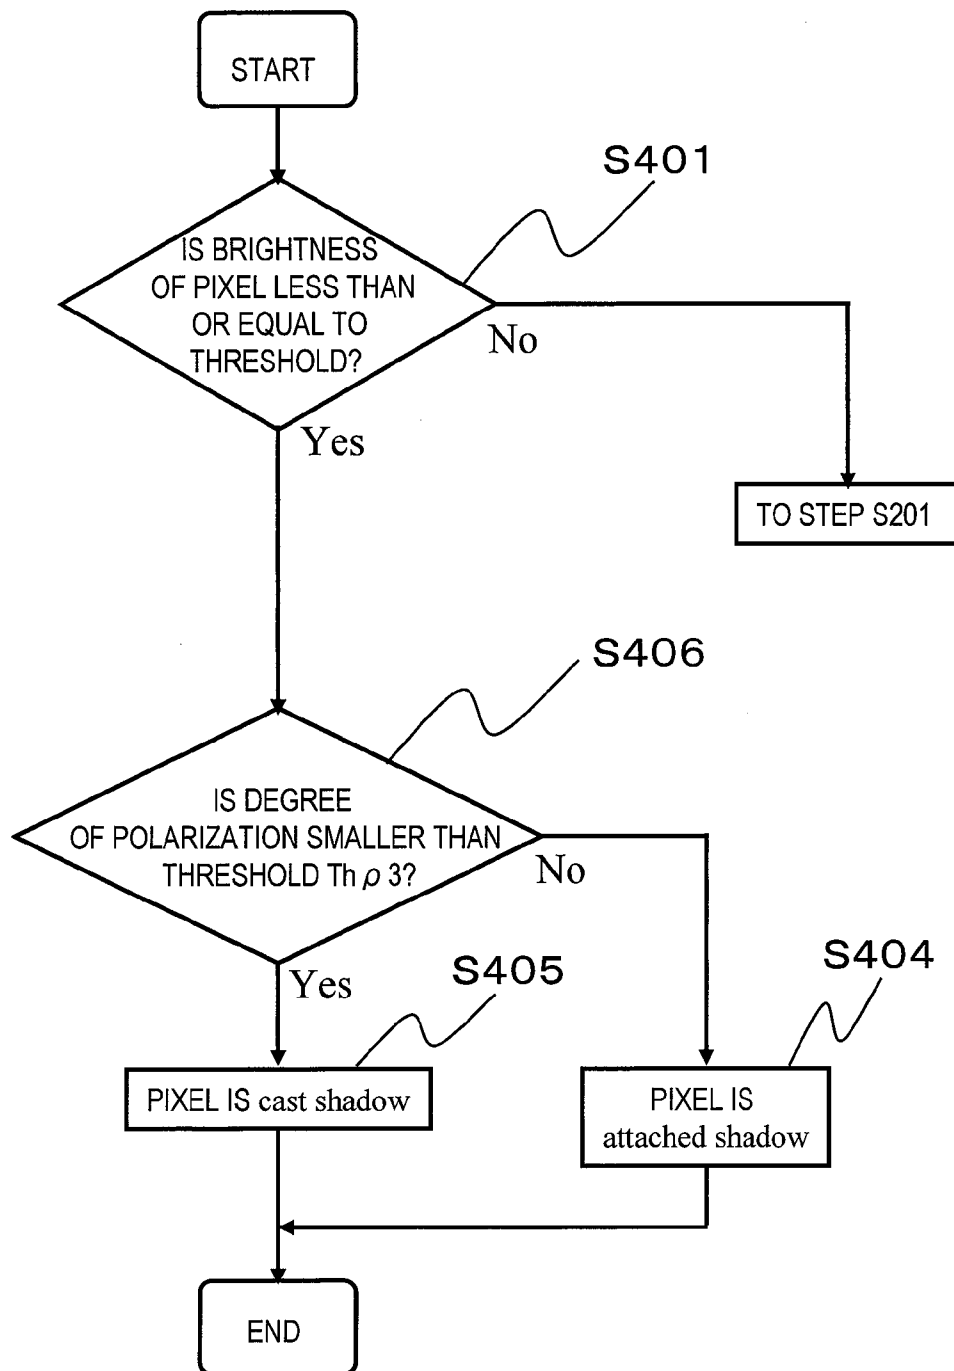 START
S401
IS BRIGHTNESS
OF PIXEL LESS THAN
OR EQUAL TO
THRESHOLD?
No
Yes
TO STEP S201
S406
IS DEGREE
OF POLARIZATION SMALLER THAN
THRESHOLD Th ρ 3?
No
Yes
S405
S404
PIXEL IS cast shadow
PIXEL IS
attached shadow
END